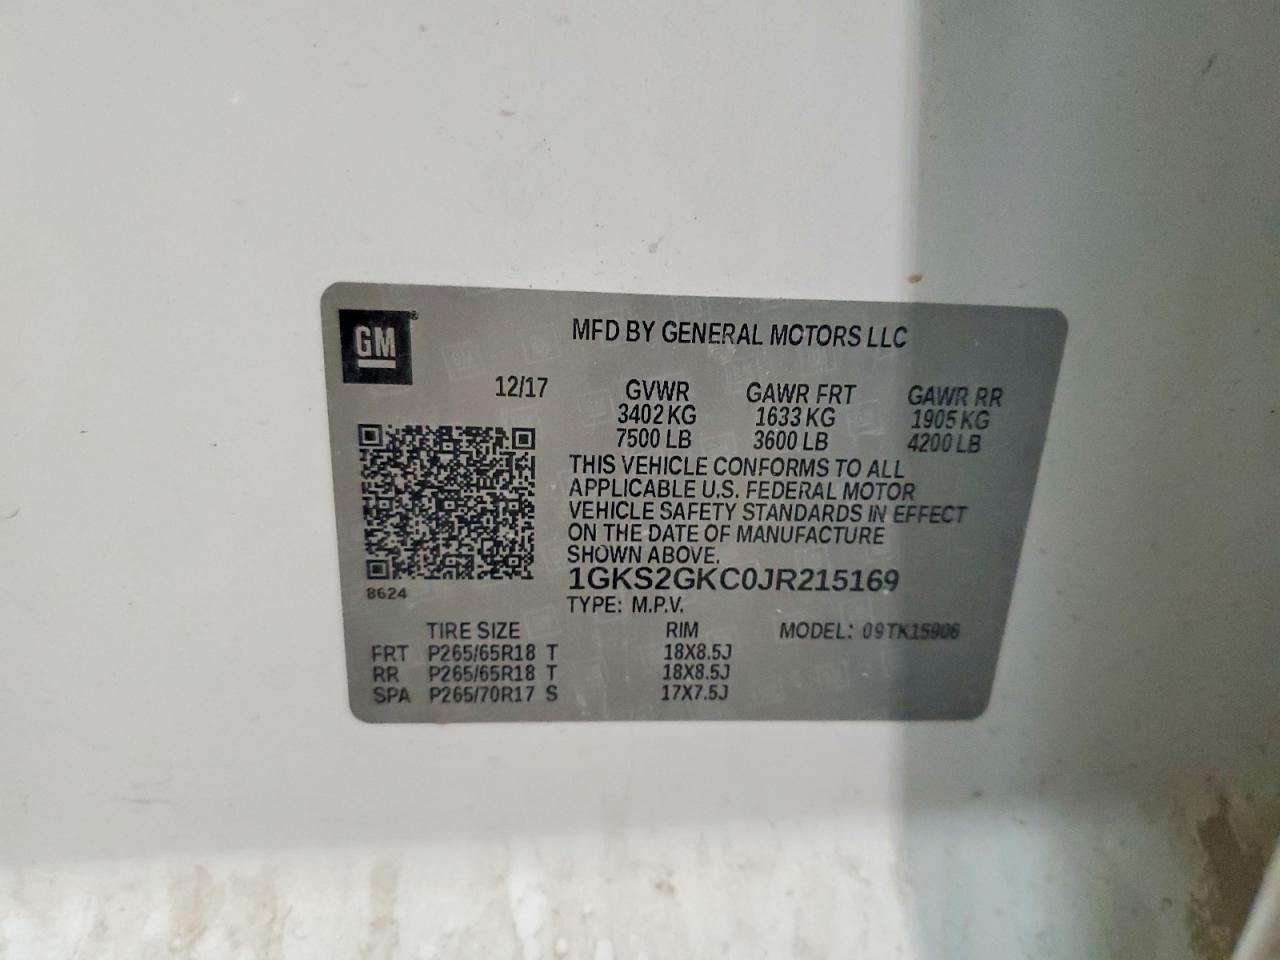 GM®
MFD BY GENERAL MOTORS LLC
12/17 GVWR GAWR FRT GAWR RR
3402 KG 1633 KG 1905 KG
7500 LB 3600 LB 4200 LB
THIS VEHICLE CONFORMS TO ALL
APPLICABLE U.S. FEDERAL MOTOR
VEHICLE SAFETY STANDARDS IN EFFECT
ON THE DATE OF MANUFACTURE
SHOWN ABOVE.
1GKS2GKC0JR215169
8624
TYPE: M.P.V.
TIRE SIZE RIM MODEL: 09TK15906
FRT P265/65R18 T 18X8.5J
RR P265/65R18 T 18X8.5J
SPA P265/70R17 S 17X7.5J